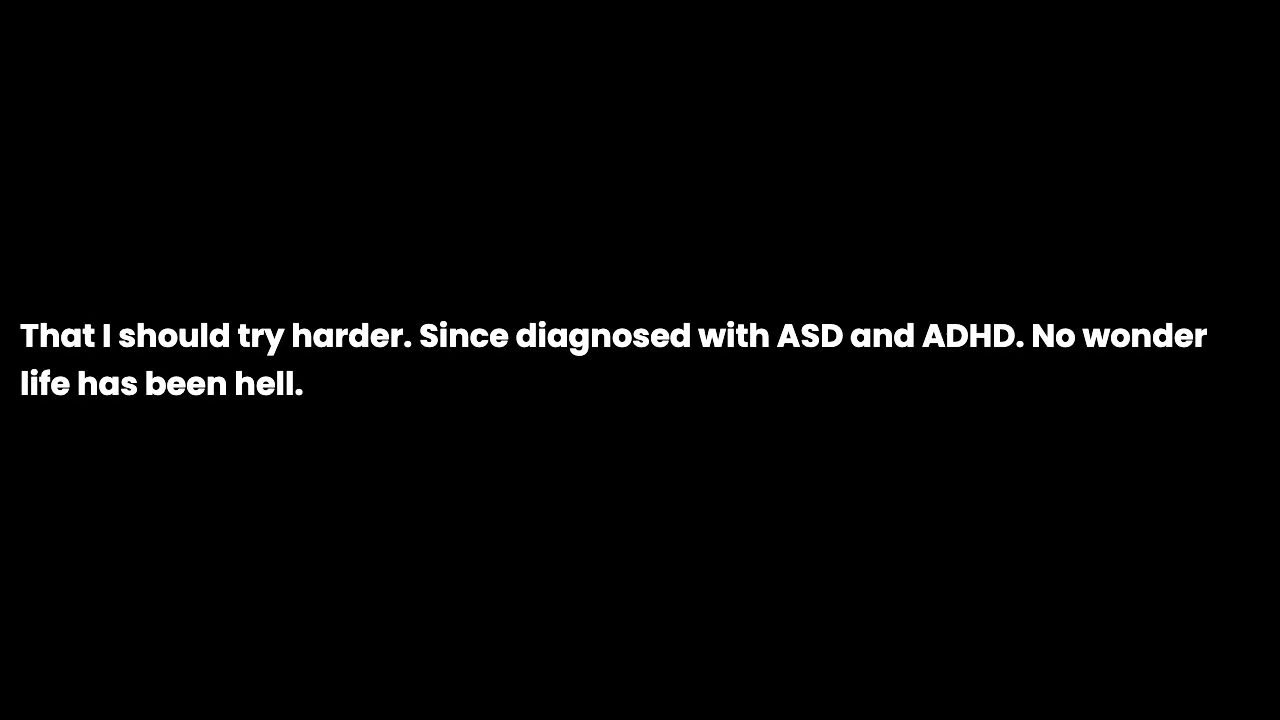 That I should try harder. Since diagnosed with ASD and ADHD. No wonder
life has been hell.